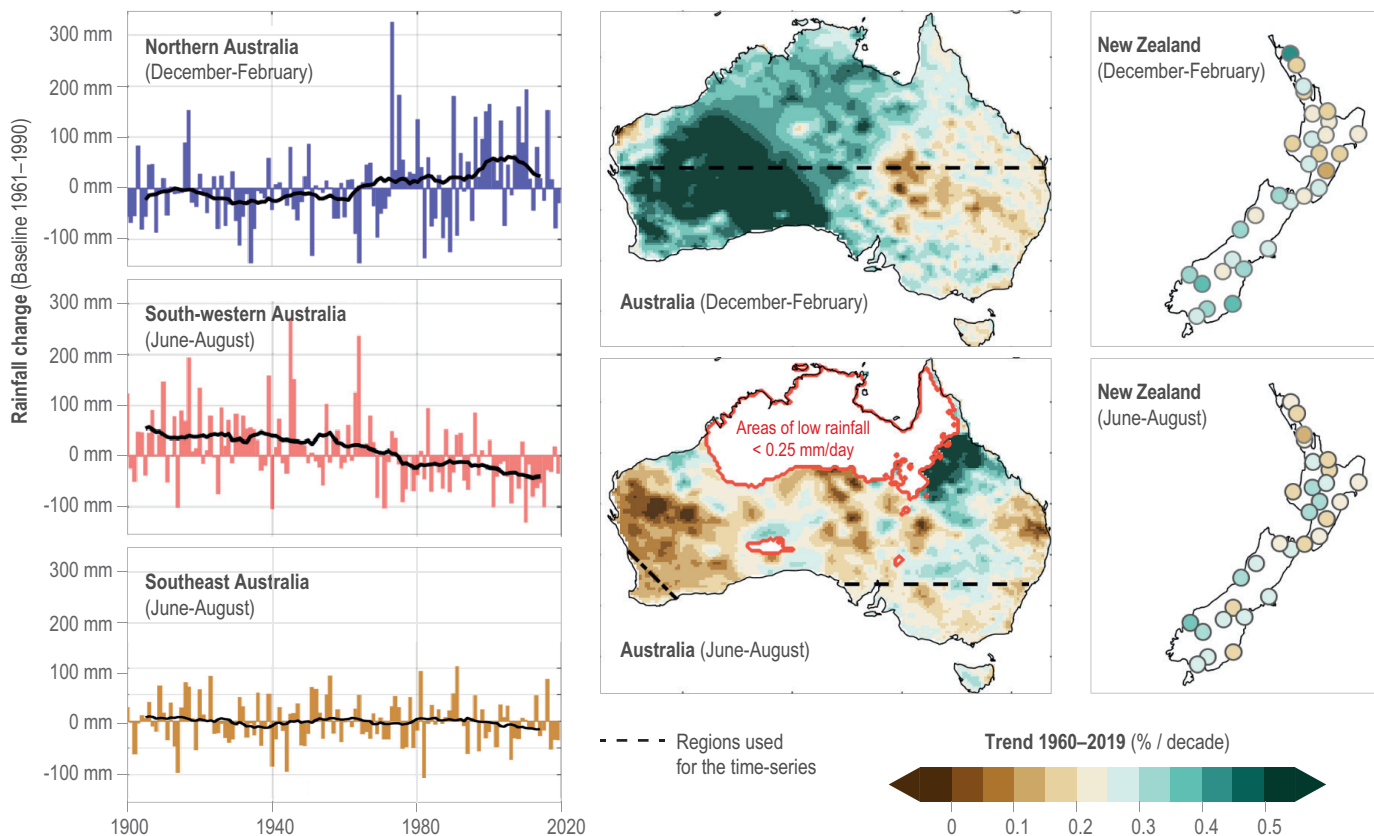 Rainfall change (Baseline 1961–1990)
300 mm
200 mm
100 mm
0 mm
-100 mm
Northern Australia
(December-February)
300 mm
200 mm
100 mm
0 mm
-100 mm
South-western Australia
(June-August)
300 mm
200 mm
100 mm
0 mm
-100 mm
Southeast Australia
(June-August)
1900
1940
1980
2020
Australia (December-February)
New Zealand
(December-February)
Areas of low rainfall
< 0.25 mm/day
Australia (June-August)
New Zealand
(June-August)
Regions used
for the time-series
Trend 1960–2019 (% / decade)
0
0.1
0.2
0.3
0.4
0.5